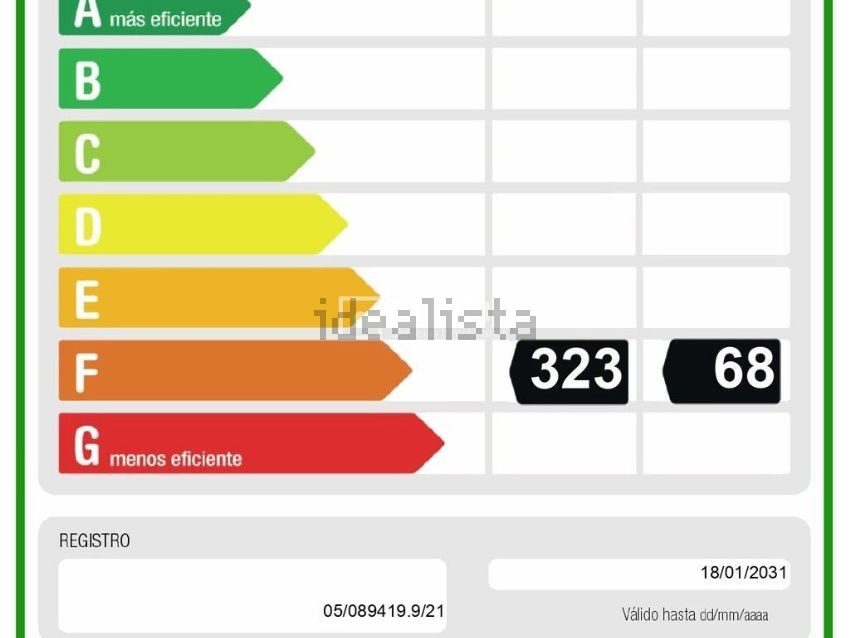 A más eficiente
B
C
D
E
idealista
F 323 68
G menos eficiente
REGISTRO
18/01/2031
05/089419.9/21
Válido hasta dd/mm/aaaa